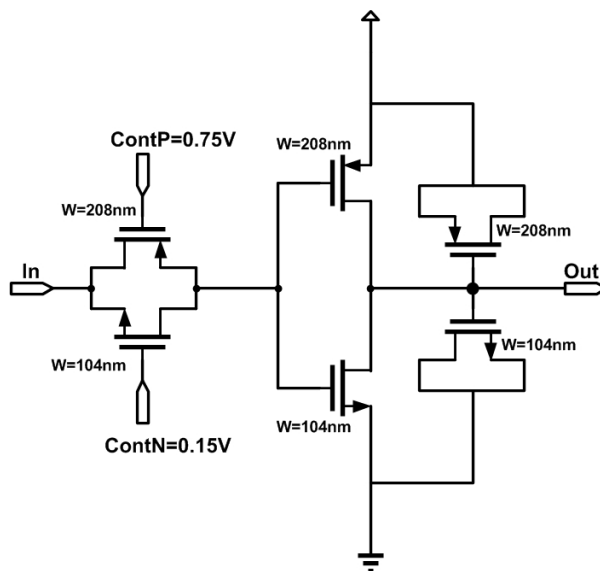 ContP=0.75V
W=208nm
W=208nm
W=208nm
In
Out
W=104nm
W=104nm
W=104nm
ContN=0.15V